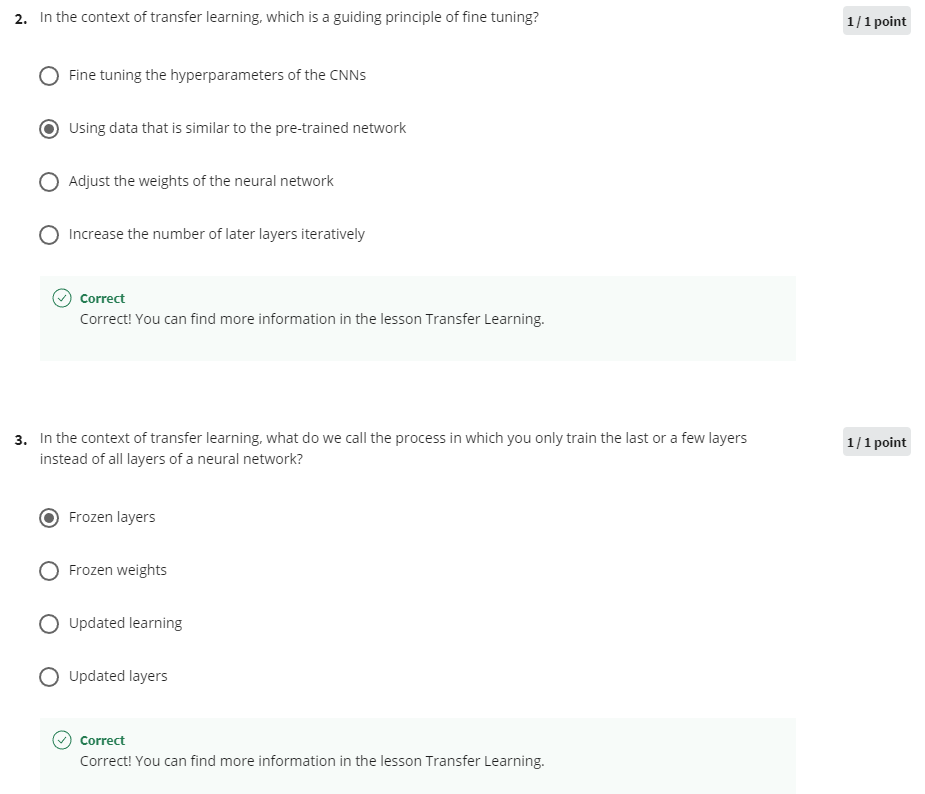 2. In the context of transfer learning, which is a guiding principle of fine tuning?
1 / 1 point
Fine tuning the hyperparameters of the CNNs
Using data that is similar to the pre-trained network
Adjust the weights of the neural network
Increase the number of later layers iteratively
Correct
Correct! You can find more information in the lesson Transfer Learning.
3. In the context of transfer learning, what do we call the process in which you only train the last or a few layers
instead of all layers of a neural network?
1 / 1 point
Frozen layers
Frozen weights
Updated learning
Updated layers
Correct
Correct! You can find more information in the lesson Transfer Learning.